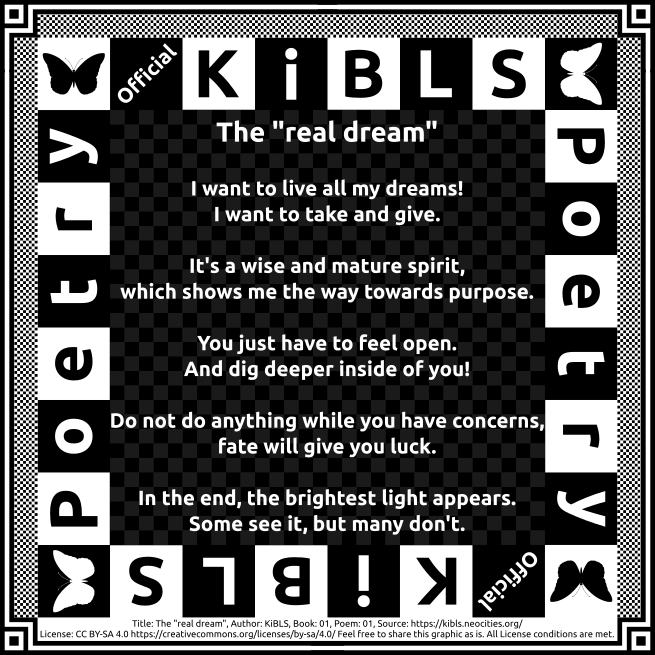 Official KiBLS
Poetry
Poetry
The "real dream"
I want to live all my dreams!
I want to take and give.
It's a wise and mature spirit,
which shows me the way towards purpose.
You just have to feel open.
And dig deeper inside of you!
Do not do anything while you have concerns,
fate will give you luck.
In the end, the brightest light appears.
Some see it, but many don't.
Official KiBLS
Title: The "real dream", Author: KiBLS, Book: 01, Poem: 01, Source: https://kibls.neocities.org/
License: CC BY-SA 4.0 https://creativecommons.org/licenses/by-sa/4.0/ Feel free to share this graphic as is. All License conditions are met.